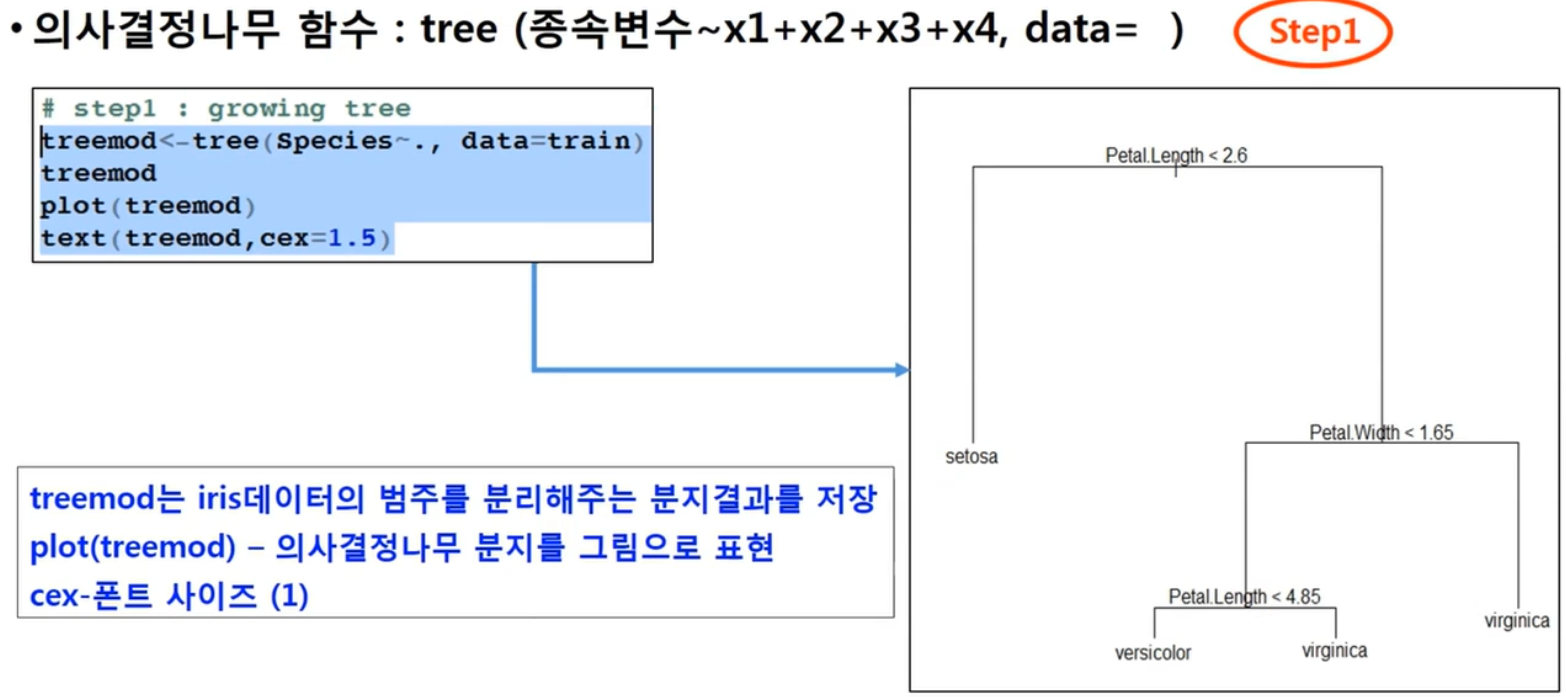 • 의사결정나무 함수 : tree (종속변수~x1+x2+x3+x4, data=  )
Step1
# step1 : growing tree
treemod<-tree(Species~., data=train)
treemod
plot(treemod)
text(treemod,cex=1.5)
treemod는 iris데이터의 범주를 분리해주는 분지결과를 저장
plot(treemod) – 의사결정나무 분지를 그림으로 표현
cex-폰트 사이즈 (1)
Petal.Length < 2.6
setosa
Petal.Width < 1.65
Petal.Length < 4.85
versicolor
virginica
virginica